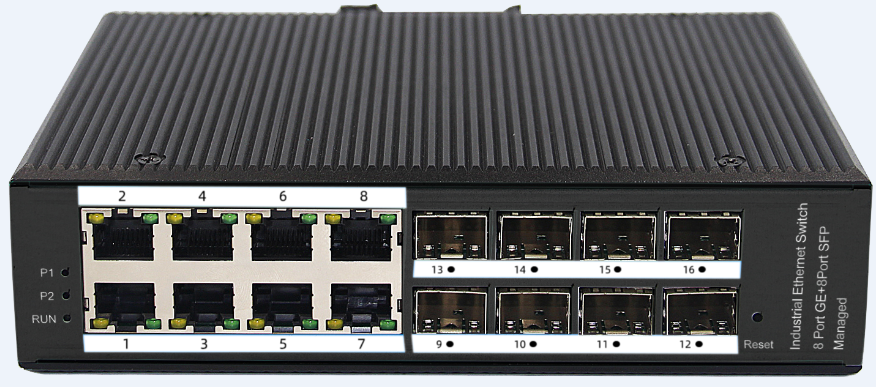 2 4 6 8
13 14 15 16
P1
P2
RUN
1 3 5 7
9 10 11 12
Reset
Industrial Ethernet Switch
8 Port GE+8Port SFP
Managed